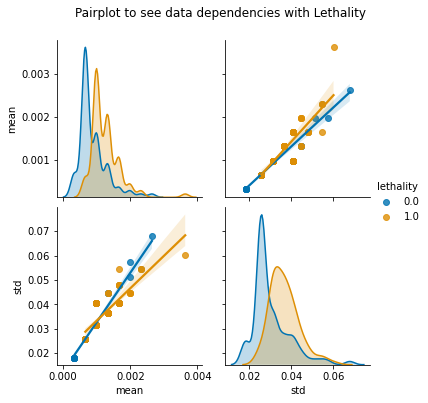 Pairplot to see data dependencies with Lethality
0.003
0.002
0.001
mean
lethality
0.0
1.0
0.07
0.06
0.05
0.04
0.03
0.02
std
0.000 0.002 0.004
mean
0.02 0.04 0.06
std